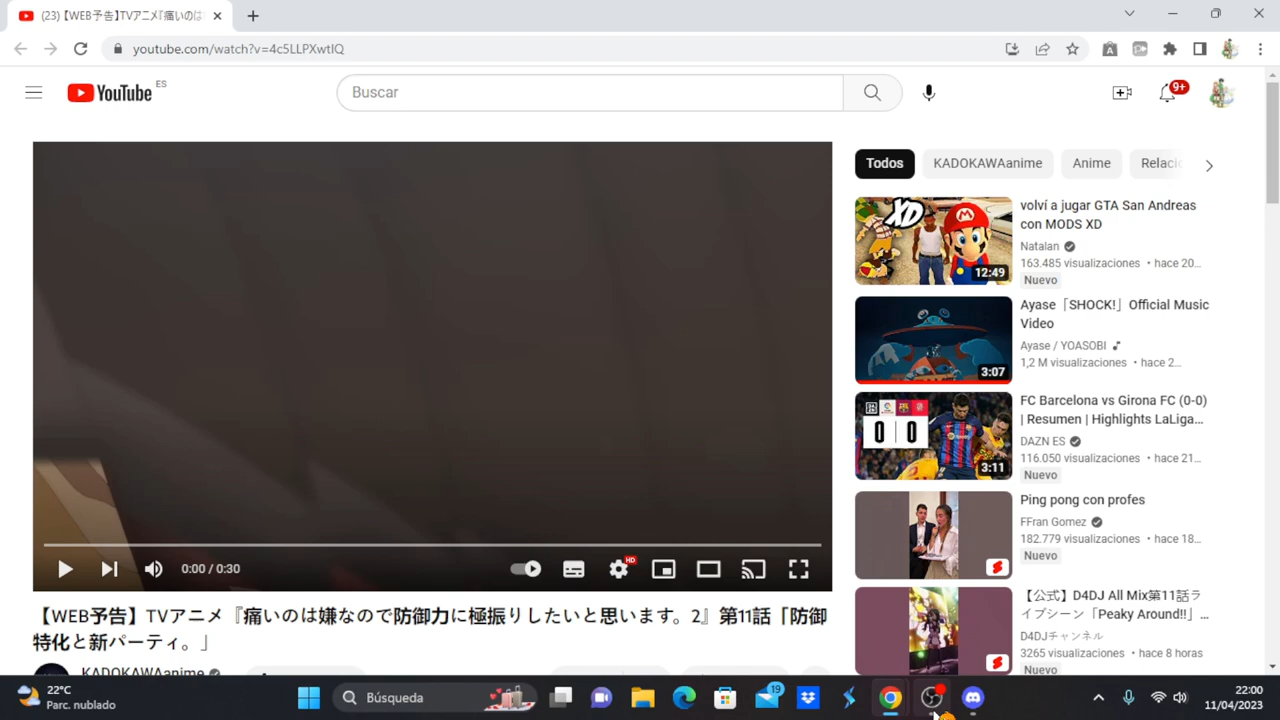 (23)【WEB予告】TVアニメ『痛いのは
youtube.com/watch?v=4c5LLPXwtIQ
YouTube ES
Buscar
9+
Todos
KADOKAWAanime
Anime
Relacio
XD
12:49
volví a jugar GTA San Andreas
con MODS XD
Natalan
163.485 visualizaciones • hace 20...
Nuevo
3:07
Ayase「SHOCK!」Official Music
Video
Ayase / YOASOBI
1,2 M visualizaciones • hace 2...
0 0
3:11
FC Barcelona vs Girona FC (0-0)
| Resumen | Highlights LaLiga...
DAZN ES
116.050 visualizaciones • hace 21...
Nuevo
Ping pong con profes
FFran Gomez
182.779 visualizaciones • hace 18...
Nuevo
【公式】D4DJ All Mix第11話ラ
イブシーン「Peaky Around!!」...
D4DJチャンネル
3265 visualizaciones • hace 8 horas
Nuevo
0:00 / 0:30
HD
【WEB予告】TVアニメ『痛いのは嫌なので防御力に極振りしたいと思います。2』第11話「防御
特化と新パーティ。」
KADOKAWAanime
22°C
Parc. nublado
Búsqueda
19
22:00
11/04/2023